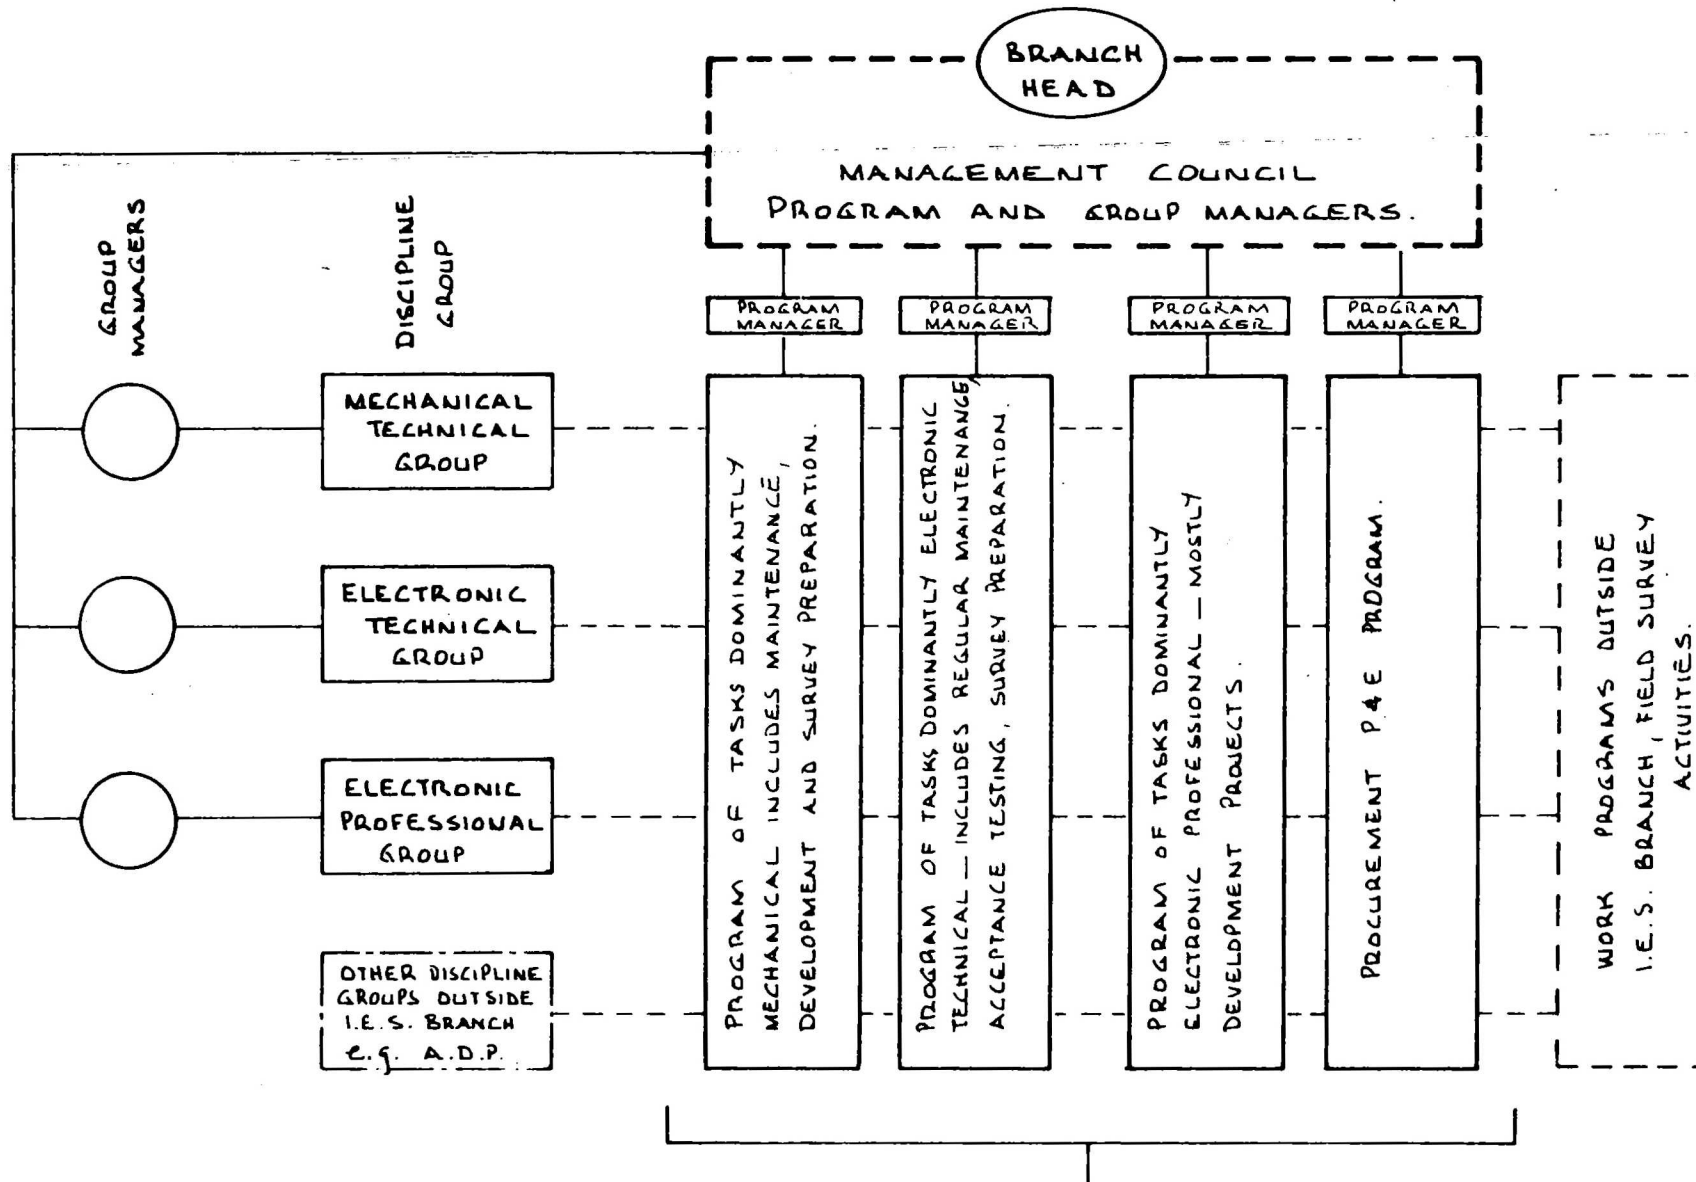 BRANCH
HEAD
MANAGEMENT COUNCIL
PROGRAM AND GROUP MANAGERS.
GROUP
MANAGERS
DISCIPLINE
GROUP
PROGRAM
MANAGER
PROGRAM
MANAGER
PROGRAM
MANAGER
PROGRAM
MANAGER
MECHANICAL
TECHNICAL
GROUP
ELECTRONIC
TECHNICAL
GROUP
ELECTRONIC
PROFESSIONAL
GROUP
OTHER DISCIPLINE
GROUPS OUTSIDE
I.E.S. BRANCH
e.g. A.D.P.
PROGRAM OF TASKS DOMINANTLY
MECHANICAL INCLUDES MAINTENANCE,
DEVELOPMENT AND SURVEY PREPARATION.
PROGRAM OF TASKS DOMINANTLY ELECTRONIC
TECHNICAL — INCLUDES REGULAR MAINTENANCE,
ACCEPTANCE TESTING, SURVEY PREPARATION.
PROGRAM OF TASKS DOMINANTLY
ELECTRONIC PROFESSIONAL — MOSTLY
DEVELOPMENT PROJECTS.
PROCUREMENT P & E PROGRAM.
WORK PROGRAMS OUTSIDE
I.E.S. BRANCH, FIELD SURVEY
ACTIVITIES.